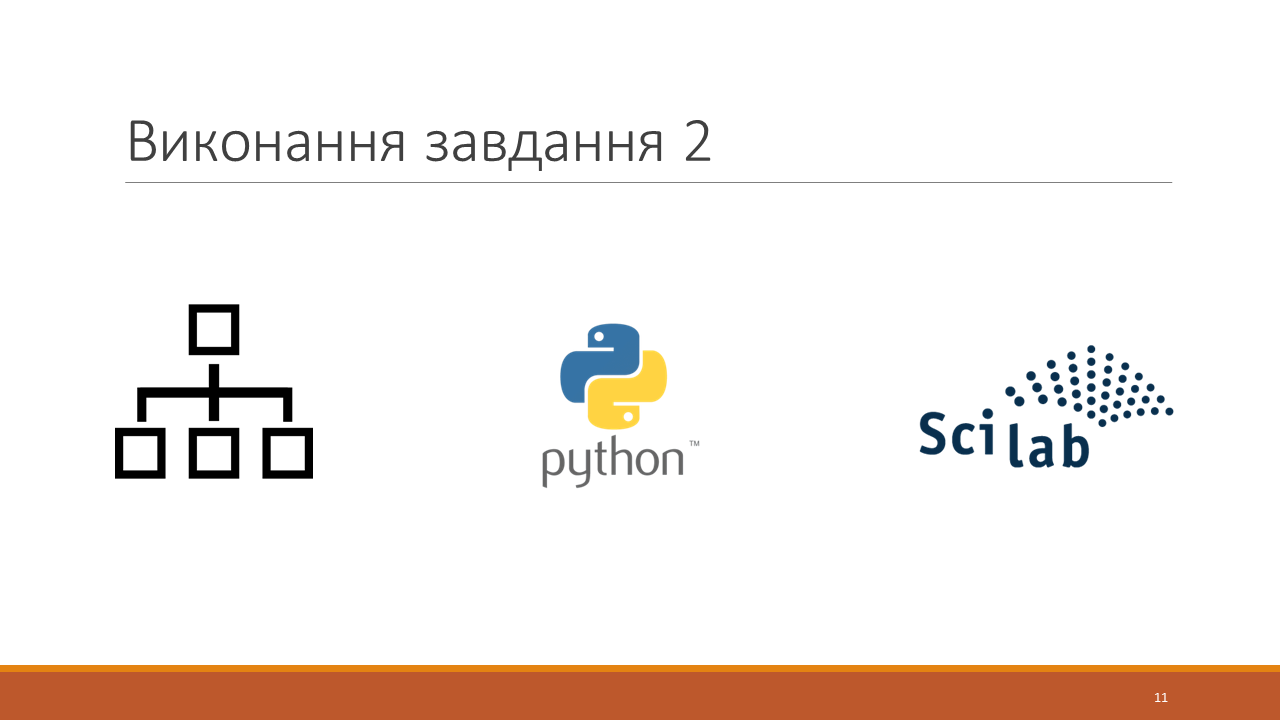 Виконання завдання 2
python™
Scilab
11